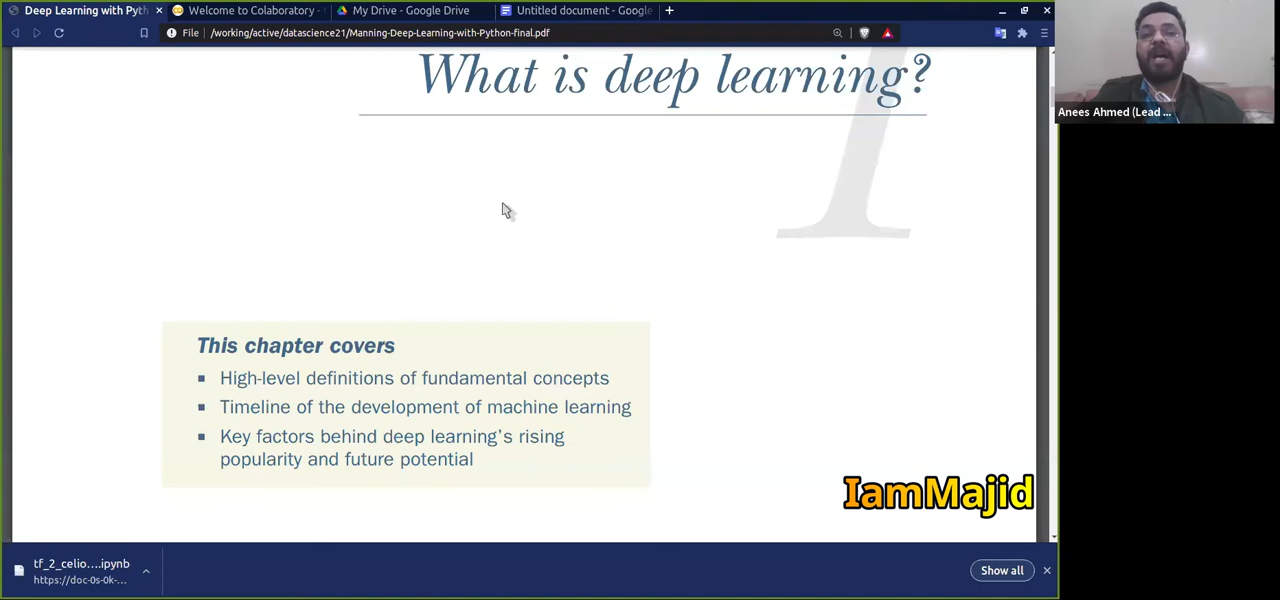 Deep Learning with Pyth
Welcome to Colaboratory -
My Drive - Google Drive
Untitled document - Google
File
/working/active/datascience21/Manning-Deep-Learning-with-Python-final.pdf
What is deep learning?
1
Anees Ahmed (Lead ...
This chapter covers
▪ High-level definitions of fundamental concepts
▪ Timeline of the development of machine learning
▪ Key factors behind deep learning's rising
popularity and future potential
IamMajid
tf_2_celio....ipynb
https://doc-0s-0k-...
Show all